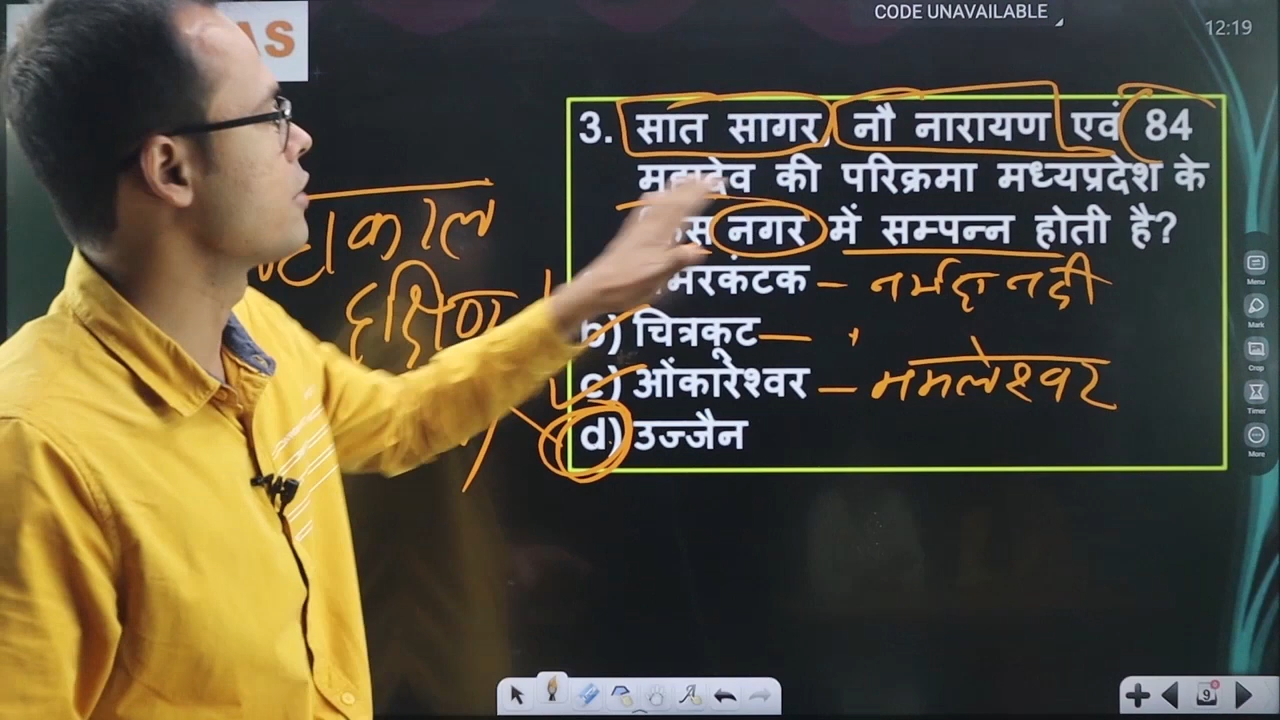 AS
CODE UNAVAILABLE
12:19
3. सात सागर, नौ नारायण एवं 84
महादेव की परिक्रमा मध्यप्रदेश के
नगर में सम्पन्न होती है?
अमरकंटक – नर्मदा नदी
b) चित्रकूट –
c) ओंकारेश्वर – ममलेश्वर
d) उज्जैन
महाकाल
दक्षिण
Menu
Mark
Crop
Timer
More
9